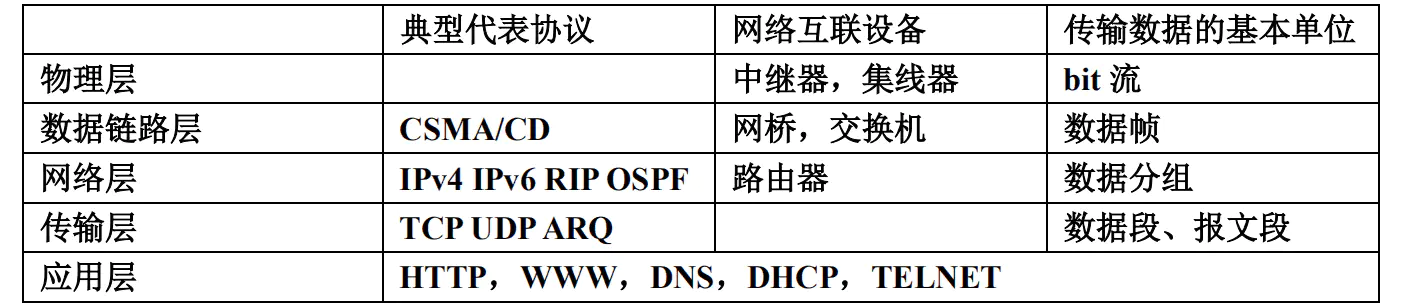 典型代表协议 网络互联设备 传输数据的基本单位
物理层 中继器，集线器 bit 流
数据链路层 CSMA/CD 网桥，交换机 数据帧
网络层 IPv4 IPv6 RIP OSPF 路由器 数据分组
传输层 TCP UDP ARQ 数据段、报文段
应用层 HTTP，WWW，DNS，DHCP，TELNET